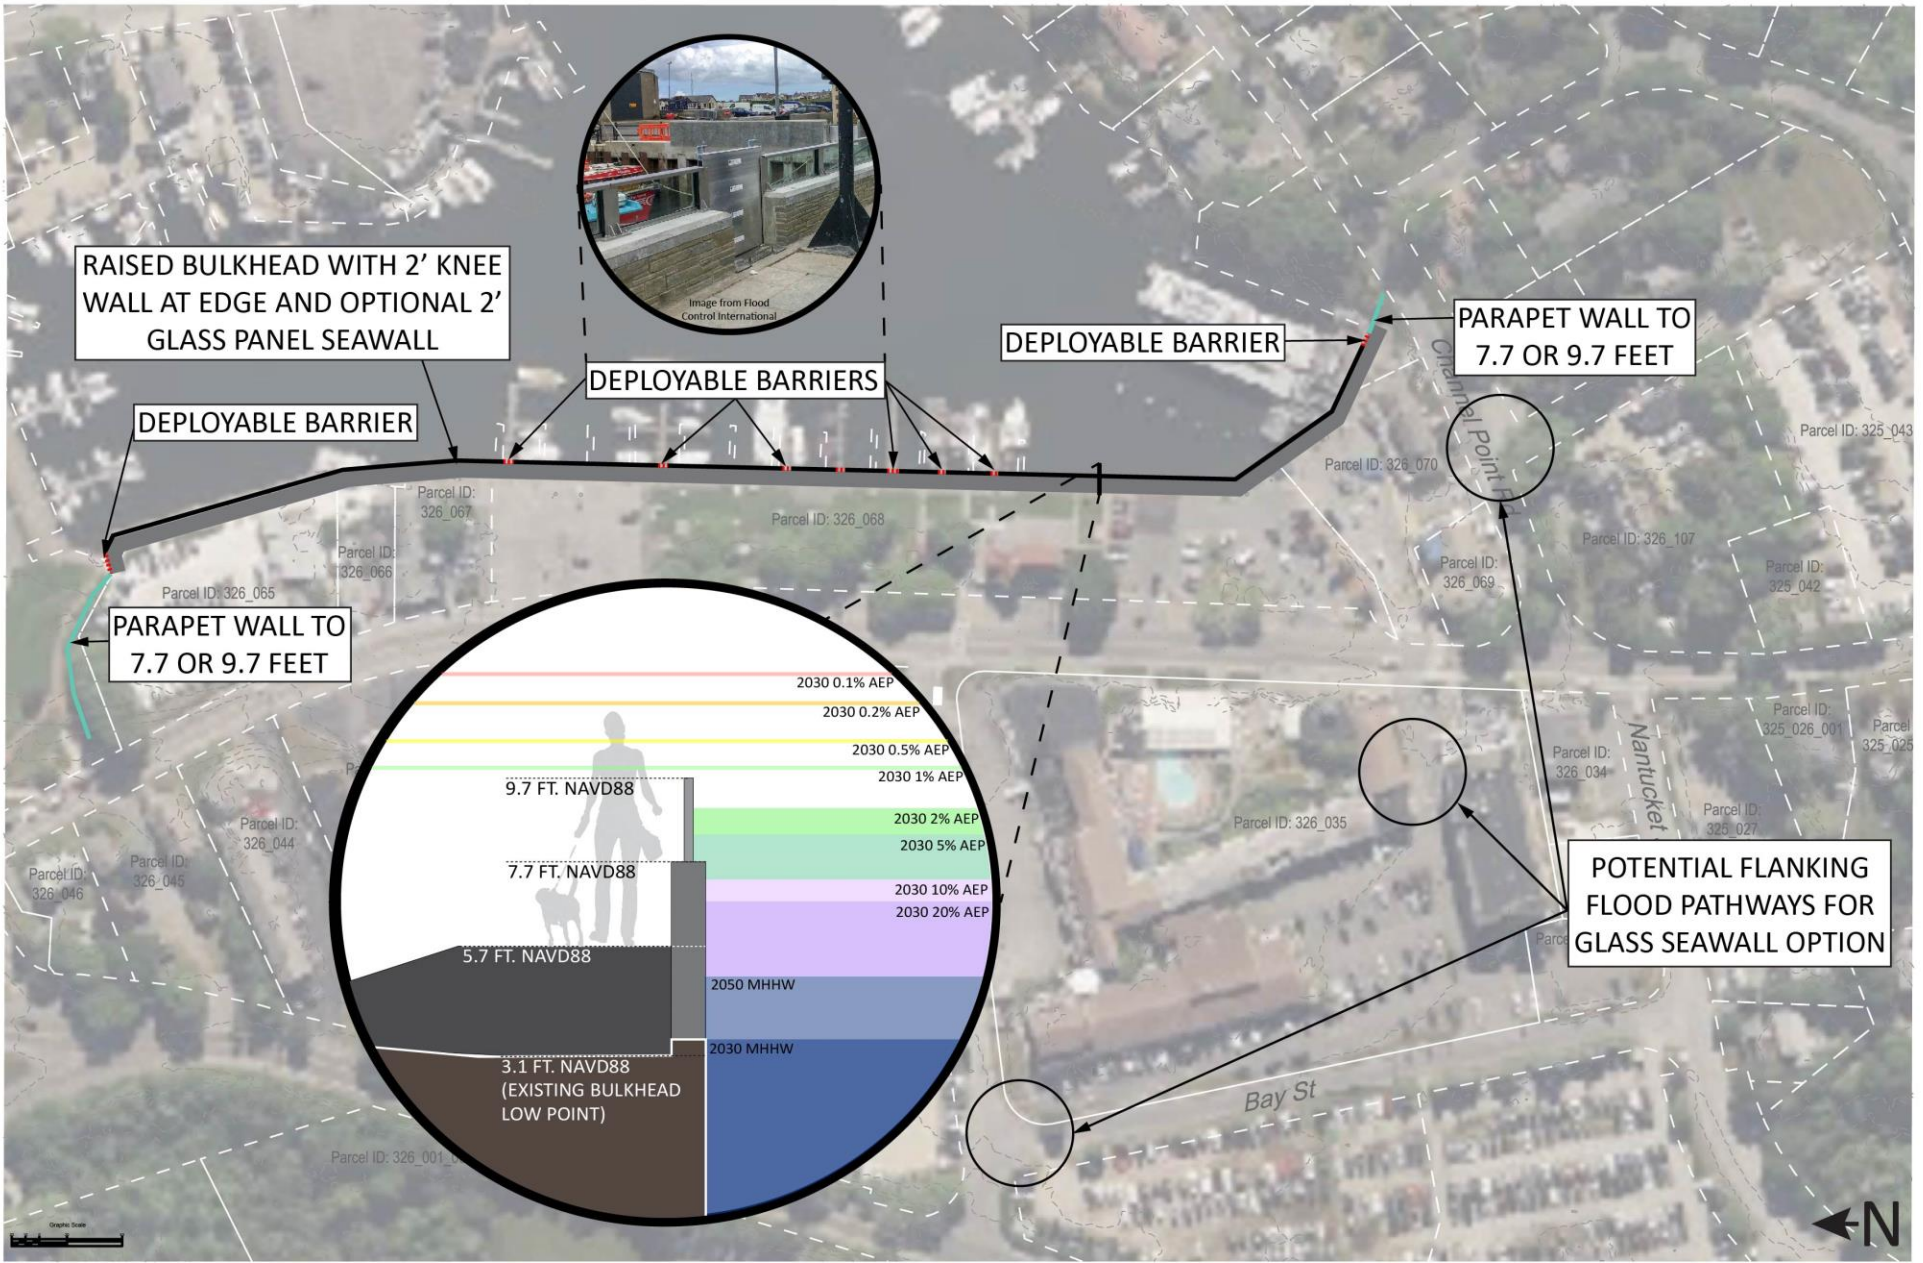 Image from Flood
Control International
RAISED BULKHEAD WITH 2' KNEE
WALL AT EDGE AND OPTIONAL 2'
GLASS PANEL SEAWALL
DEPLOYABLE BARRIER
PARAPET WALL TO
7.7 OR 9.7 FEET
DEPLOYABLE BARRIERS
DEPLOYABLE BARRIER
PARAPET WALL TO
7.7 OR 9.7 FEET
Channel Point Rd
Parcel ID: 325_043
Parcel ID: 326_070
Parcel ID:
326_067
Parcel ID: 326_068
Parcel ID:
326_066
Parcel ID: 326_065
Parcel ID: 326_107
Parcel ID:
326_069
Parcel ID:
325_042
2030 0.1% AEP
2030 0.2% AEP
2030 0.5% AEP
2030 1% AEP
9.7 FT. NAVD88
2030 2% AEP
2030 5% AEP
7.7 FT. NAVD88
2030 10% AEP
2030 20% AEP
5.7 FT. NAVD88
2050 MHHW
2030 MHHW
3.1 FT. NAVD88
(EXISTING BULKHEAD
LOW POINT)
Parcel ID:
325_026_001
Parcel
325_025
Nantucket
Parcel ID:
326_034
Parcel ID:
325_027
Parcel ID: 326_035
Parcel ID:
326_044
Parcel ID:
326_045
Parcel ID:
326_046
POTENTIAL FLANKING
FLOOD PATHWAYS FOR
GLASS SEAWALL OPTION
Bay St
Parcel ID: 326_001
Graphic Scale
N